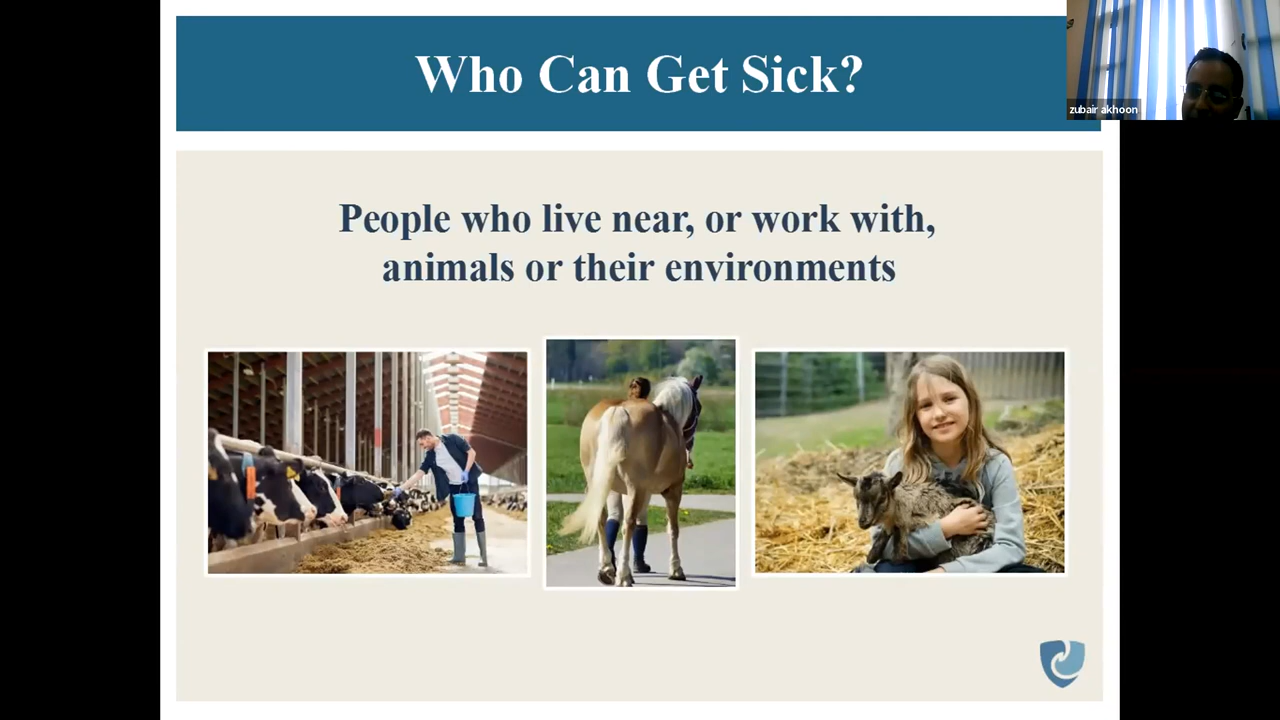 Who Can Get Sick?
zubair akhoon
People who live near, or work with,
animals or their environments